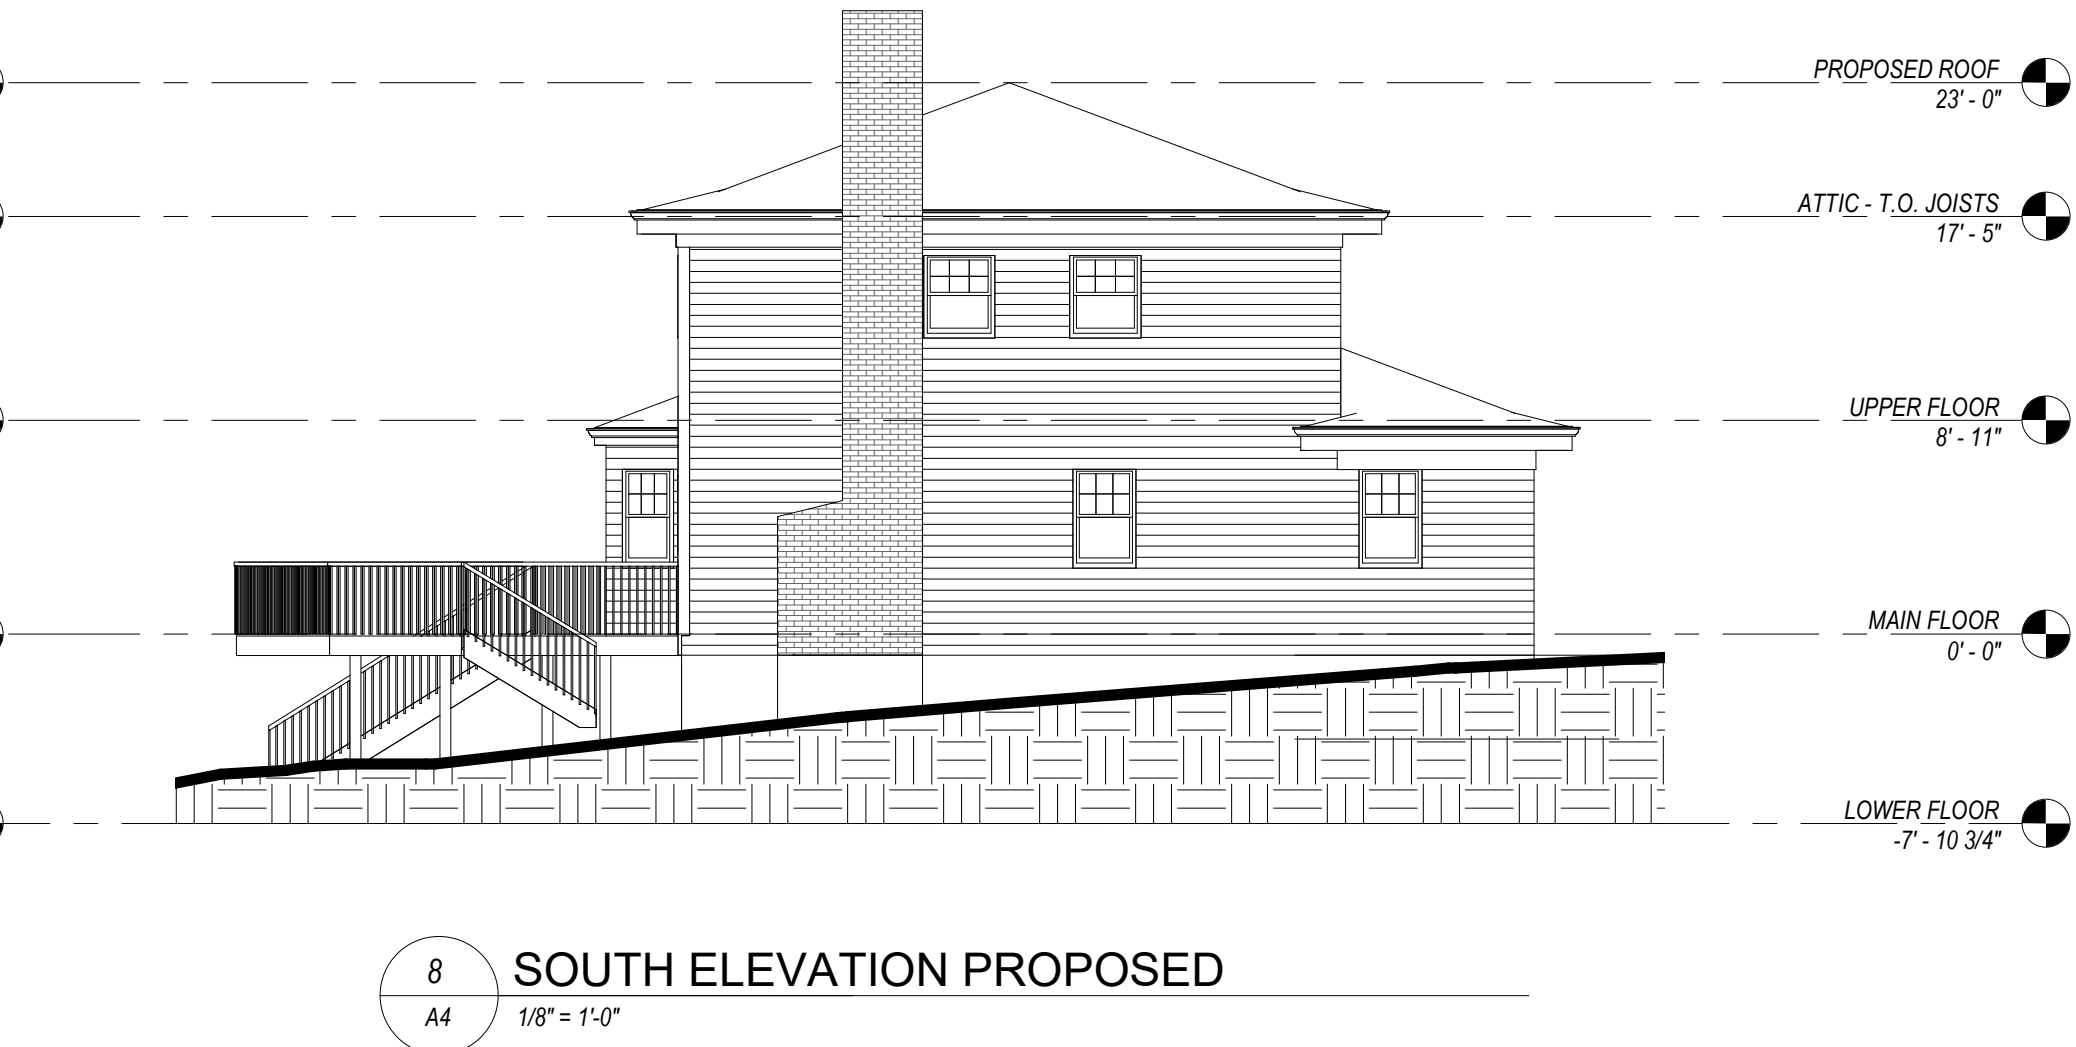 PROPOSED ROOF
23' - 0"
ATTIC - T.O. JOISTS
17' - 5"
UPPER FLOOR
8' - 11"
MAIN FLOOR
0' - 0"
LOWER FLOOR
-7' - 10 3/4"
8
SOUTH ELEVATION PROPOSED
A4
1/8" = 1'-0"